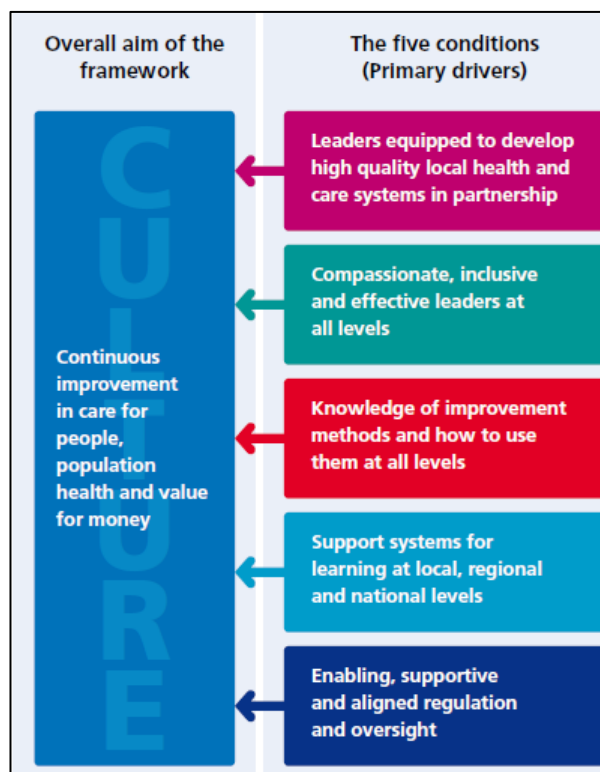 Overall aim of the
framework
CULTURE
Continuous
improvement
in care for
people,
population
health and value
for money
The five conditions
(Primary drivers)
Leaders equipped to develop
high quality local health and
care systems in partnership
Compassionate, inclusive
and effective leaders at
all levels
Knowledge of improvement
methods and how to use
them at all levels
Support systems for
learning at local, regional
and national levels
Enabling, supportive
and aligned regulation
and oversight